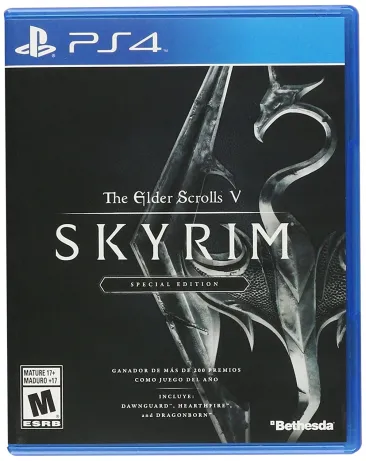 PS4
The Elder Scrolls V
SKYRIM
SPECIAL EDITION
GANADOR DE MÁS DE 200 PREMIOS
COMO JUEGO DEL AÑO
INCLUYE:
DAWNGUARD™, HEARTHFIRE™,
and DRAGONBORN™
MATURE 17+
MADURO +17
M
ESRB
Bethesda